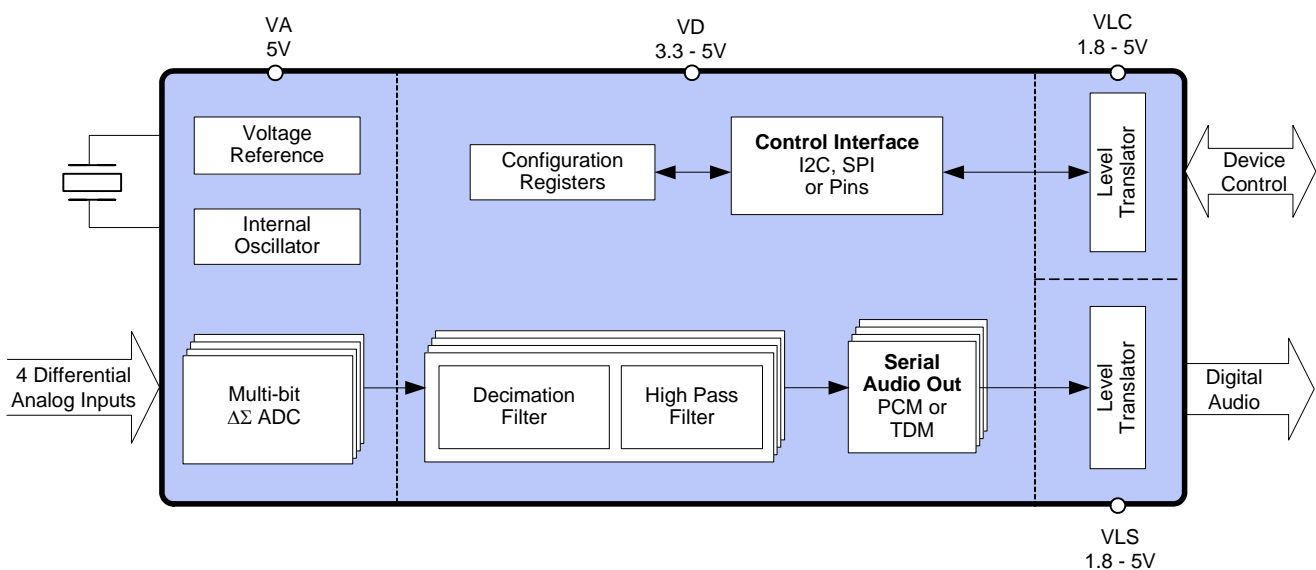 VA
5V
VD
3.3 - 5V
VLC
1.8 - 5V
Voltage
Reference
Configuration
Registers
Control Interface
I2C, SPI
or Pins
Level
Translator
Device
Control
Internal
Oscillator
4 Differential
Analog Inputs
Multi-bit
ΔΣ ADC
Decimation
Filter
High Pass
Filter
Serial
Audio Out
PCM or
TDM
Level
Translator
Digital
Audio
VLS
1.8 - 5V